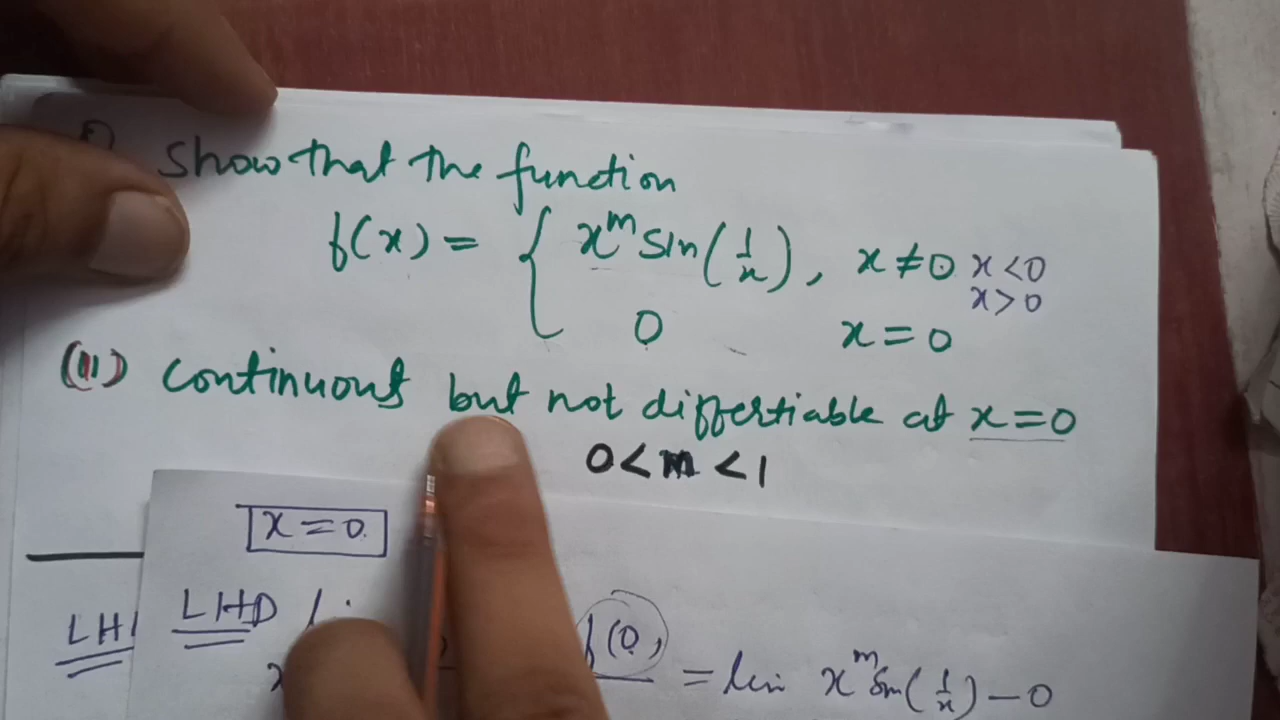 Show that the function
f(x) = { x^m sin(1/x), x≠0 x<0
x>0
0 x=0
(II) continuous but not differtiable at x=0
0<m<1
x=0.
LHD
f(0) = lim x^m Sin(1/x) - 0